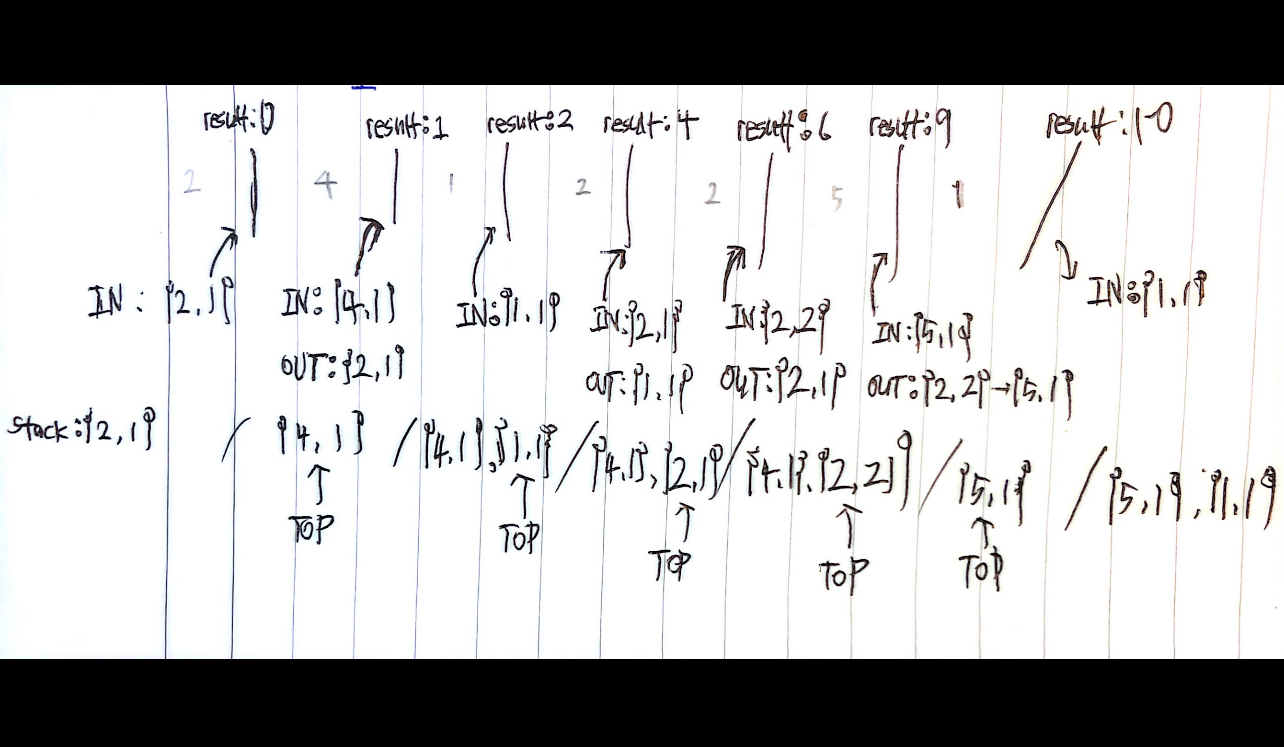 result:0 result:1 result:2 result:4 result:6 result:9 result:10
2 4 1 2 2 5 1
IN: {2,1} IN:{4,1} IN:{1,1} IN:{2,1} IN:{2,2} IN:{5,1} IN:{1,1}
OUT:{2,1} OUT:{1,1} OUT:{2,1} OUT:{2,2}→{5,1}
Stack:{2,1} / {4,1} / {4,1},{1,1} / {4,1},{2,1} / {4,1},{2,2} / {5,1} / {5,1},{1,1}
TOP TOP TOP TOP TOP